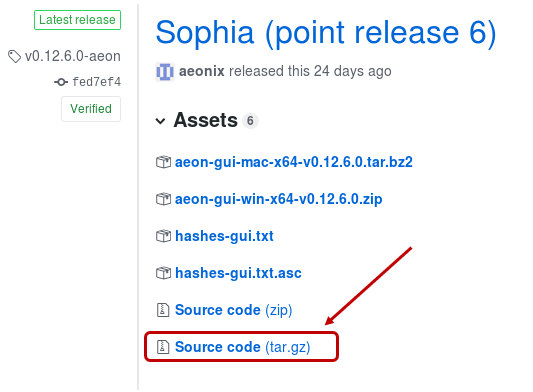 Latest release
v0.12.6.0-aeon
fed7ef4
Verified
Sophia (point release 6)
aeonix released this 24 days ago
Assets 6
aeon-gui-mac-x64-v0.12.6.0.tar.bz2
aeon-gui-win-x64-v0.12.6.0.zip
hashes-gui.txt
hashes-gui.txt.asc
Source code (zip)
Source code (tar.gz)